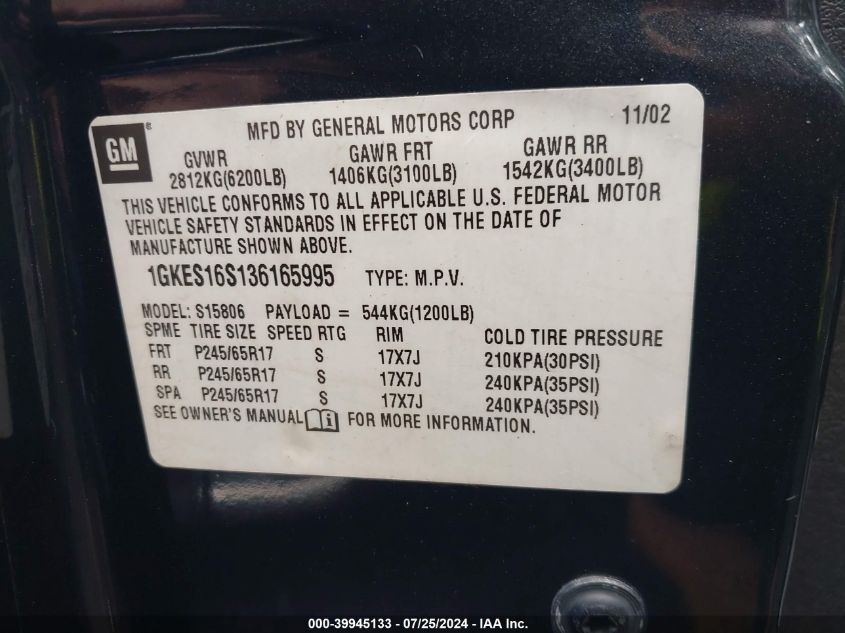 GM®
MFD BY GENERAL MOTORS CORP 11/02
GVWR GAWR FRT GAWR RR
2812KG(6200LB) 1406KG(3100LB) 1542KG(3400LB)
THIS VEHICLE CONFORMS TO ALL APPLICABLE U.S. FEDERAL MOTOR
VEHICLE SAFETY STANDARDS IN EFFECT ON THE DATE OF
MANUFACTURE SHOWN ABOVE.
1GKES16S136165995 TYPE: M.P.V.
MODEL: S15806 PAYLOAD = 544KG(1200LB)
SPME TIRE SIZE SPEED RTG RIM COLD TIRE PRESSURE
FRT P245/65R17 S 17X7J 210KPA(30PSI)
RR P245/65R17 S 17X7J 240KPA(35PSI)
SPA P245/65R17 S 17X7J 240KPA(35PSI)
SEE OWNER'S MANUAL i FOR MORE INFORMATION.
000-39945133 - 07/25/2024 - IAA Inc.